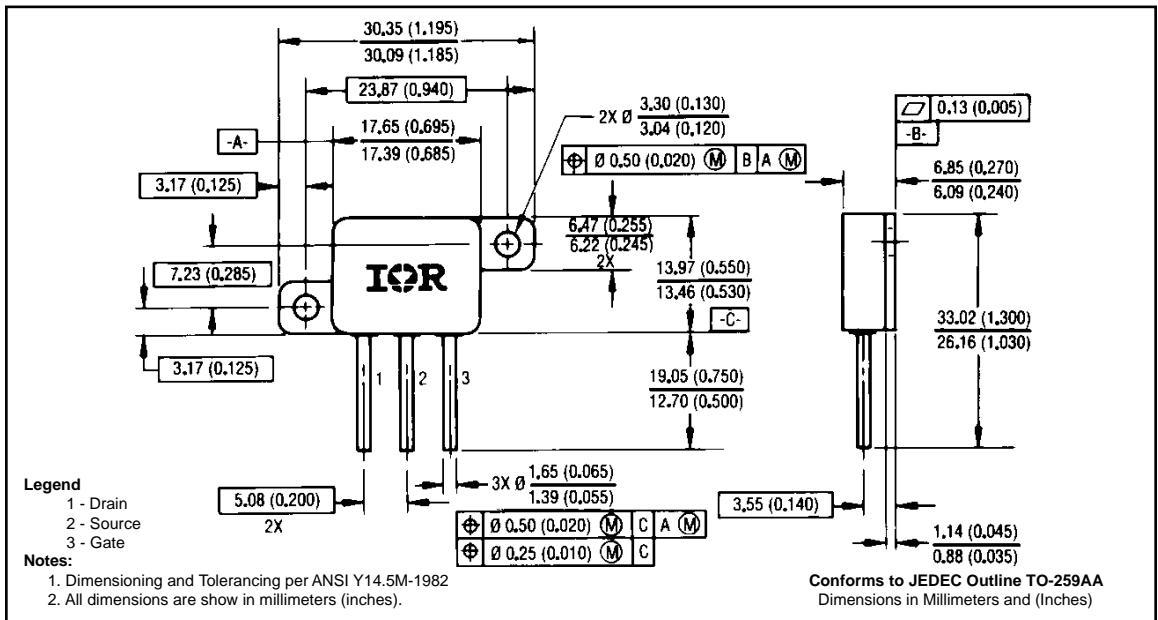 30.35 (1.195)
30.09 (1.185)
23.87 (0.940)
-A-
17.65 (0.695)
17.39 (0.685)
2X Ø 3.30 (0.130)
3.04 (0.120)
⌖ Ø 0.50 (0.020) Ⓜ B A Ⓜ
⏥ 0.13 (0.005)
-B-
3.17 (0.125)
6.85 (0.270)
6.09 (0.240)
6.47 (0.255)
6.22 (0.245)
2X
7.23 (0.285)
IOR
13.97 (0.550)
13.46 (0.530)
-C-
33.02 (1.300)
26.16 (1.030)
3.17 (0.125)
1 2 3
19.05 (0.750)
12.70 (0.500)
5.08 (0.200)
2X
3X Ø 1.65 (0.065)
1.39 (0.055)
⌖ Ø 0.50 (0.020) Ⓜ C A Ⓜ
⌖ Ø 0.25 (0.010) Ⓜ C
3.55 (0.140)
1.14 (0.045)
0.88 (0.035)
Legend
1 - Drain
2 - Source
3 - Gate
Notes:
1. Dimensioning and Tolerancing per ANSI Y14.5M-1982
2. All dimensions are show in millimeters (inches).
Conforms to JEDEC Outline TO-259AA
Dimensions in Millimeters and (Inches)